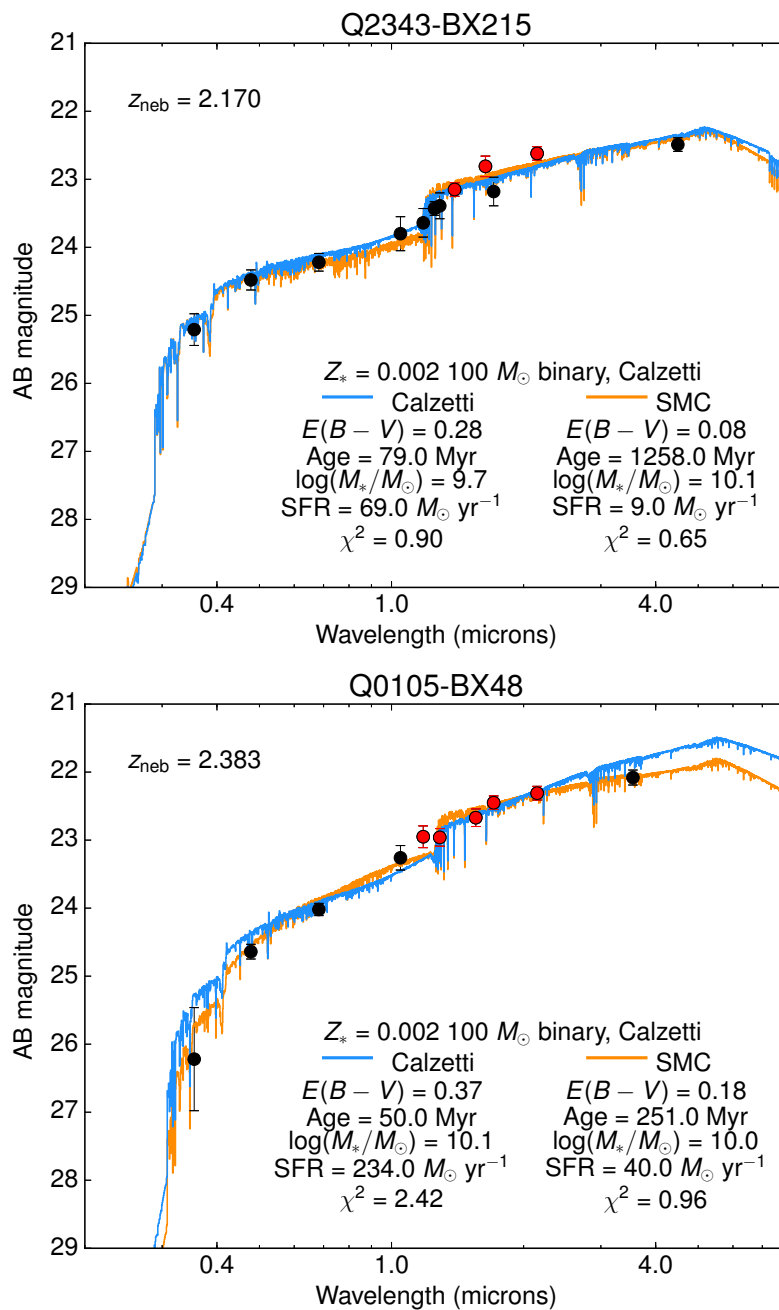 Q2343-BX215
21
22
23
24
25
26
27
28
29
AB magnitude
z_neb = 2.170
Z_* = 0.002 100 M_⊙ binary, Calzetti
Calzetti SMC
E(B − V) = 0.28 E(B − V) = 0.08
Age = 79.0 Myr Age = 1258.0 Myr
log(M_*/M_⊙) = 9.7 log(M_*/M_⊙) = 10.1
SFR = 69.0 M_⊙ yr⁻¹ SFR = 9.0 M_⊙ yr⁻¹
χ² = 0.90 χ² = 0.65
0.4 1.0 4.0
Wavelength (microns)
Q0105-BX48
21
22
23
24
25
26
27
28
29
AB magnitude
z_neb = 2.383
Z_* = 0.002 100 M_⊙ binary, Calzetti
Calzetti SMC
E(B − V) = 0.37 E(B − V) = 0.18
Age = 50.0 Myr Age = 251.0 Myr
log(M_*/M_⊙) = 10.1 log(M_*/M_⊙) = 10.0
SFR = 234.0 M_⊙ yr⁻¹ SFR = 40.0 M_⊙ yr⁻¹
χ² = 2.42 χ² = 0.96
0.4 1.0 4.0
Wavelength (microns)